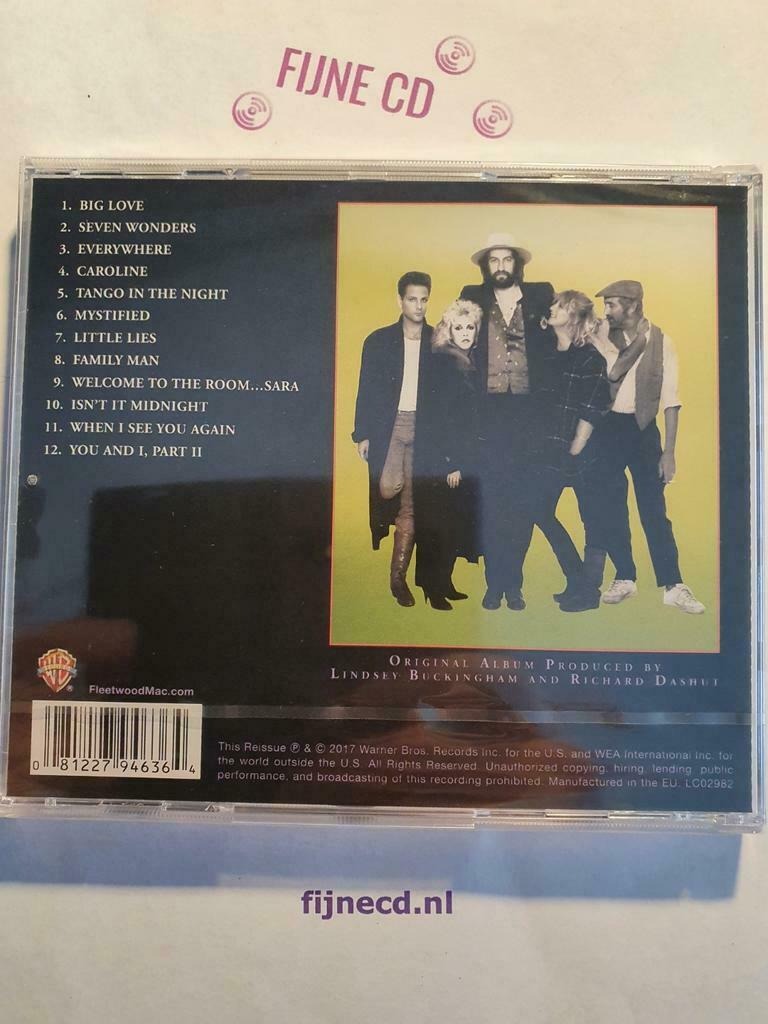 FIJNE CD
1. BIG LOVE
2. SEVEN WONDERS
3. EVERYWHERE
4. CAROLINE
5. TANGO IN THE NIGHT
6. MYSTIFIED
7. LITTLE LIES
8. FAMILY MAN
9. WELCOME TO THE ROOM...SARA
10. ISN'T IT MIDNIGHT
11. WHEN I SEE YOU AGAIN
12. YOU AND I, PART II
ORIGINAL ALBUM PRODUCED BY
LINDSEY BUCKINGHAM AND RICHARD DASHUT
WB
FleetwoodMac.com
0 81227 94636 4
This Reissue ℗ & © 2017 Warner Bros. Records Inc. for the U.S. and WEA International Inc. for
the world outside the U.S. All Rights Reserved. Unauthorized copying, hiring, lending, public
performance, and broadcasting of this recording prohibited. Manufactured in the EU. LC02982
fijnecd.nl